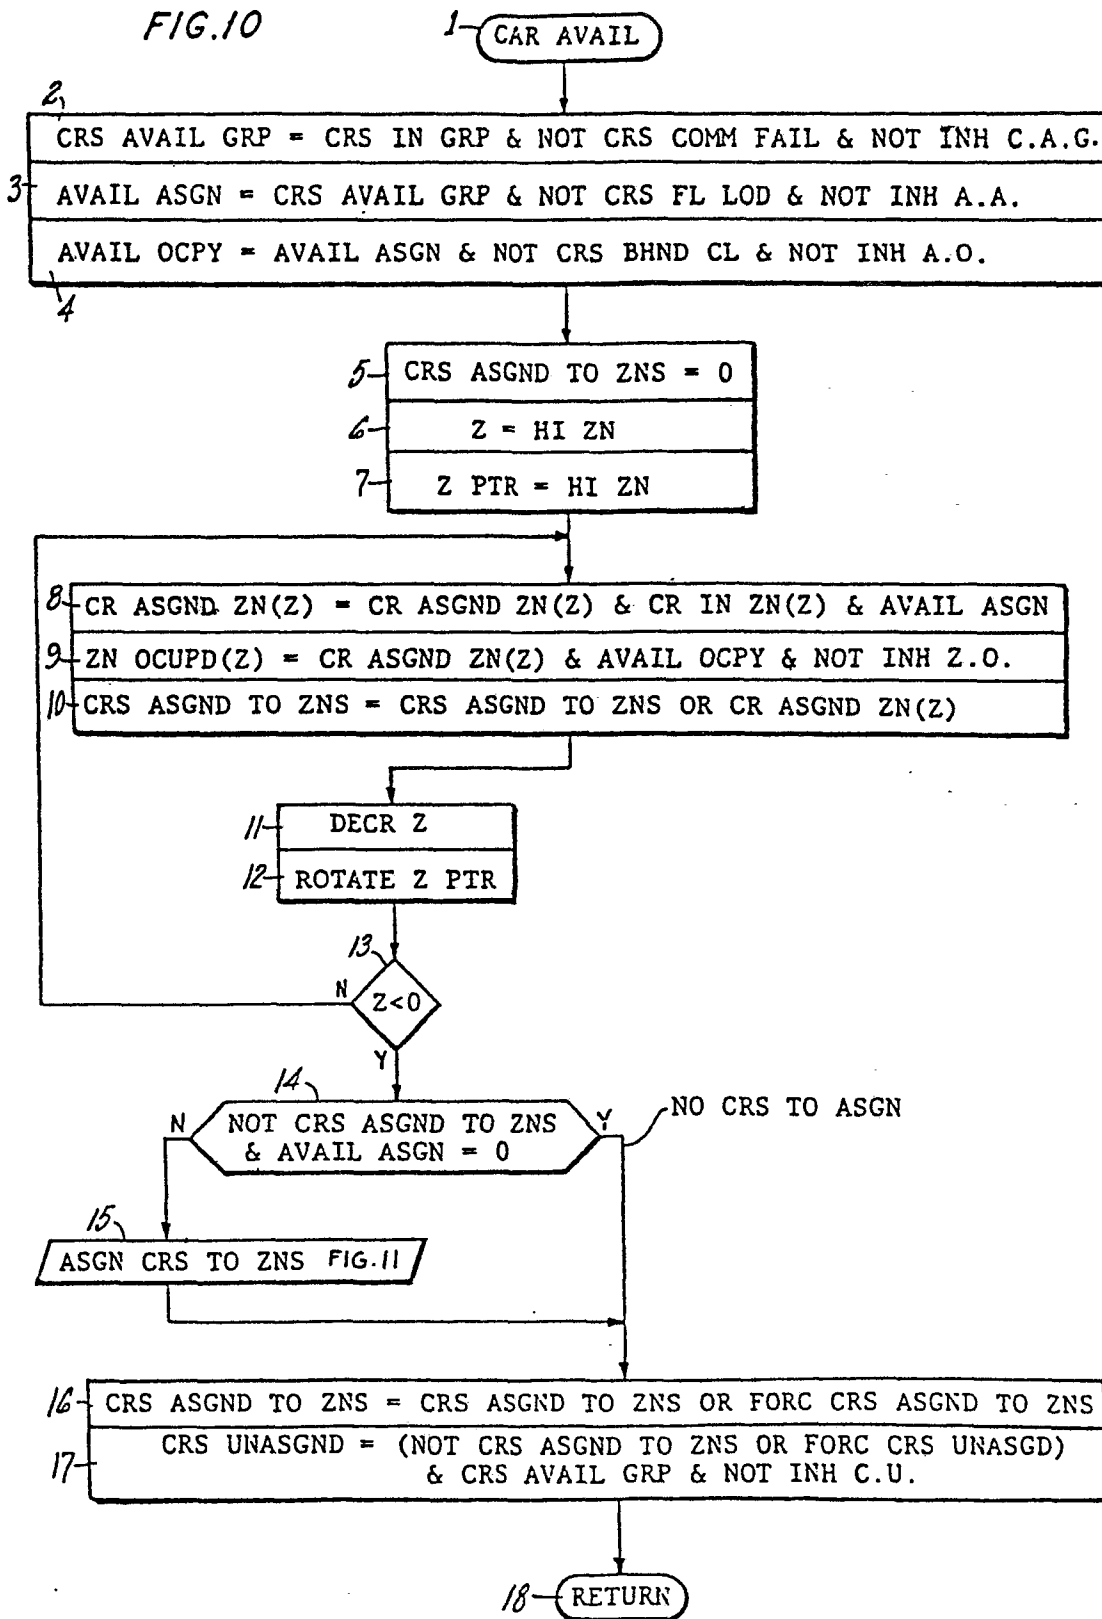 FIG.10
1 CAR AVAIL
2 CRS AVAIL GRP = CRS IN GRP & NOT CRS COMM FAIL & NOT INH C.A.G.
3 AVAIL ASGN = CRS AVAIL GRP & NOT CRS FL LOD & NOT INH A.A.
AVAIL OCPY = AVAIL ASGN & NOT CRS BHND CL & NOT INH A.O.
4
5 CRS ASGND TO ZNS = 0
6 Z = HI ZN
7 Z PTR = HI ZN
8 CR ASGND ZN(Z) = CR ASGND ZN(Z) & CR IN ZN(Z) & AVAIL ASGN
9 ZN OCUPD(Z) = CR ASGND ZN(Z) & AVAIL OCPY & NOT INH Z.O.
10 CRS ASGND TO ZNS = CRS ASGND TO ZNS OR CR ASGND ZN(Z)
11 DECR Z
12 ROTATE Z PTR
13
N Z<0
Y
14
N NOT CRS ASGND TO ZNS Y
& AVAIL ASGN = 0
NO CRS TO ASGN
15
ASGN CRS TO ZNS FIG.11
16 CRS ASGND TO ZNS = CRS ASGND TO ZNS OR FORC CRS ASGND TO ZNS
17 CRS UNASGND = (NOT CRS ASGND TO ZNS OR FORC CRS UNASGD)
& CRS AVAIL GRP & NOT INH C.U.
18 RETURN